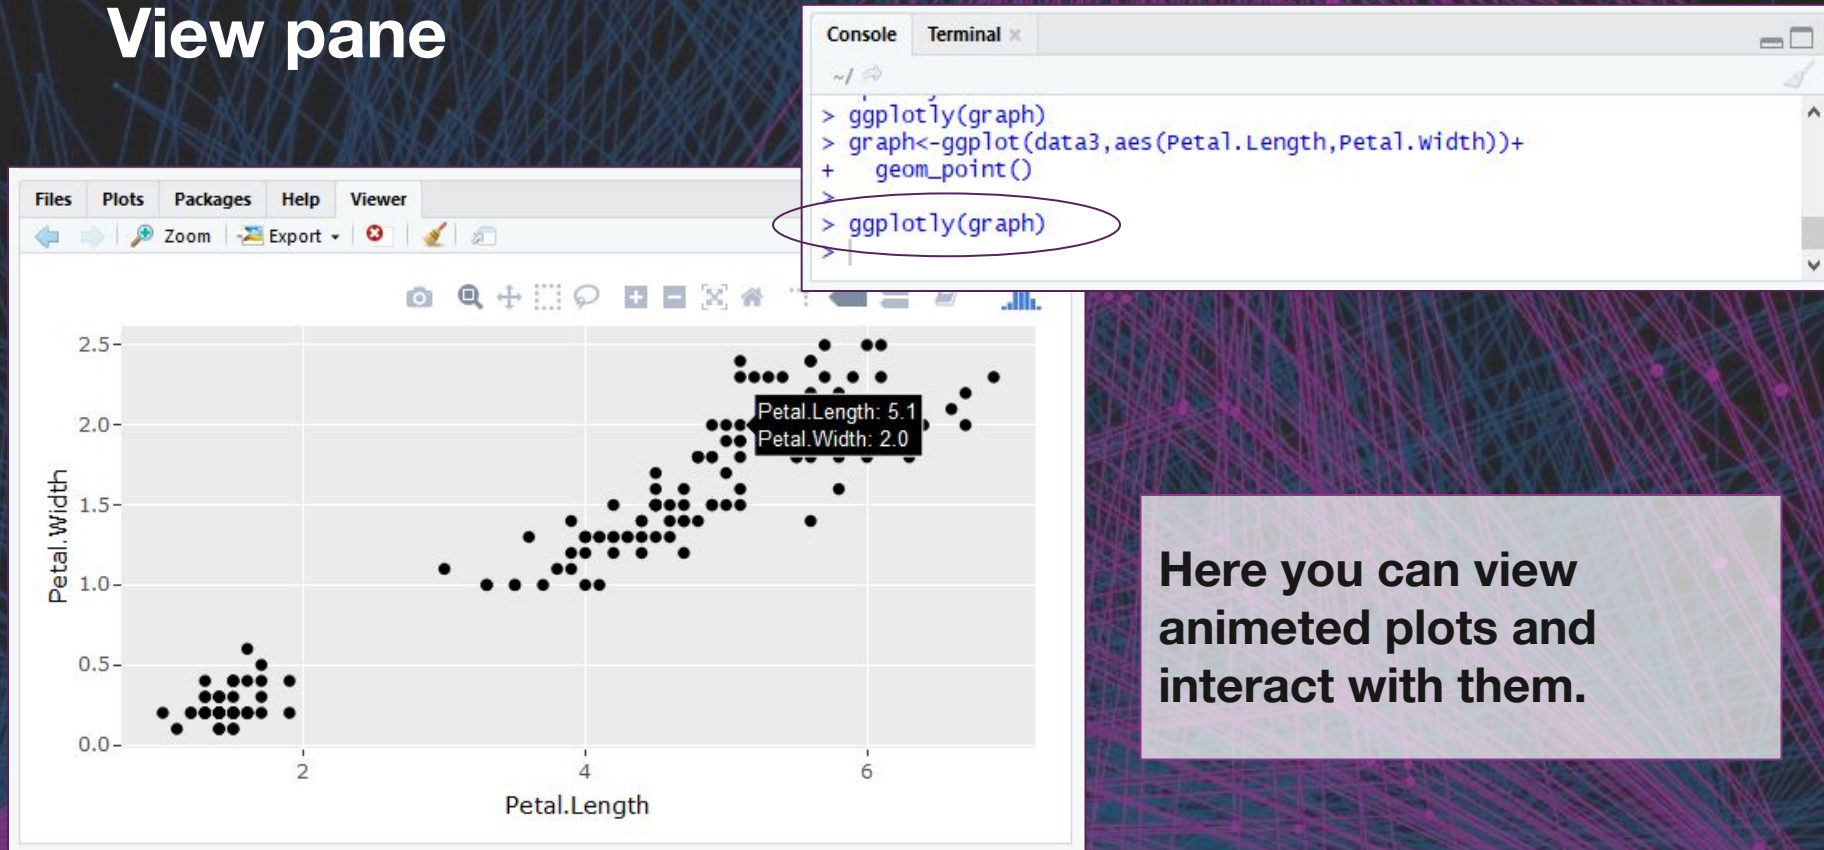 View pane
Console Terminal
~/
> ggplotly(graph)
> graph<-ggplot(data3,aes(Petal.Length,Petal.Width))+
+   geom_point()
>
> ggplotly(graph)
>
Files Plots Packages Help Viewer
Zoom Export
2.5
2.0
1.5
1.0
0.5
0.0
Petal.Width
Petal.Length: 5.1
Petal.Width: 2.0
2 4 6
Petal.Length
Here you can view
animeted plots and
interact with them.